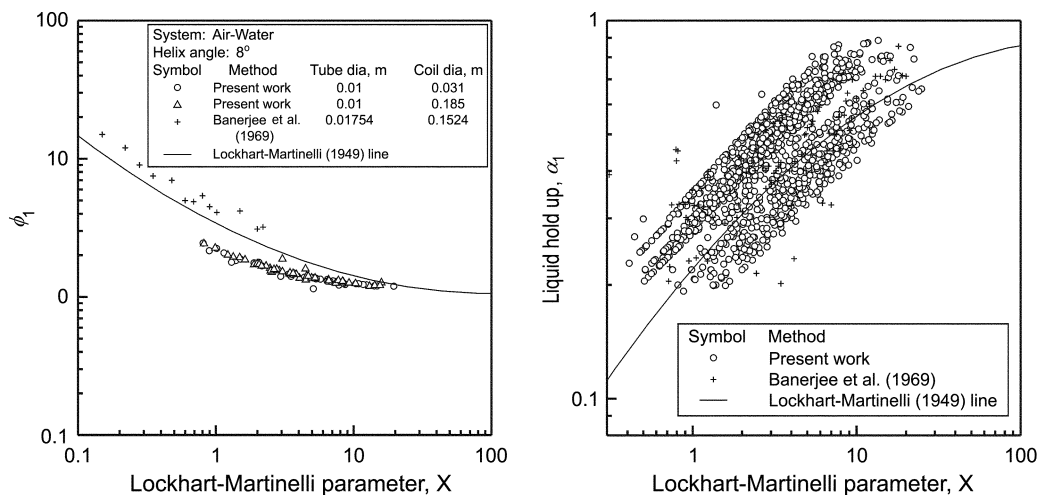 100
10
0
0.1
ϕ1
System: Air-Water
Helix angle: 8°
Symbol Method Tube dia, m Coil dia, m
Present work 0.01 0.031
Present work 0.01 0.185
Banerjee et al. 0.01754 0.1524
(1969)
Lockhart-Martinelli (1949) line
0.1 1 10 100
Lockhart-Martinelli parameter, X
1
0.1
Liquid hold up, α1
Symbol Method
Present work
Banerjee et al. (1969)
Lockhart-Martinelli (1949) line
1 10 100
Lockhart-Martinelli parameter, X